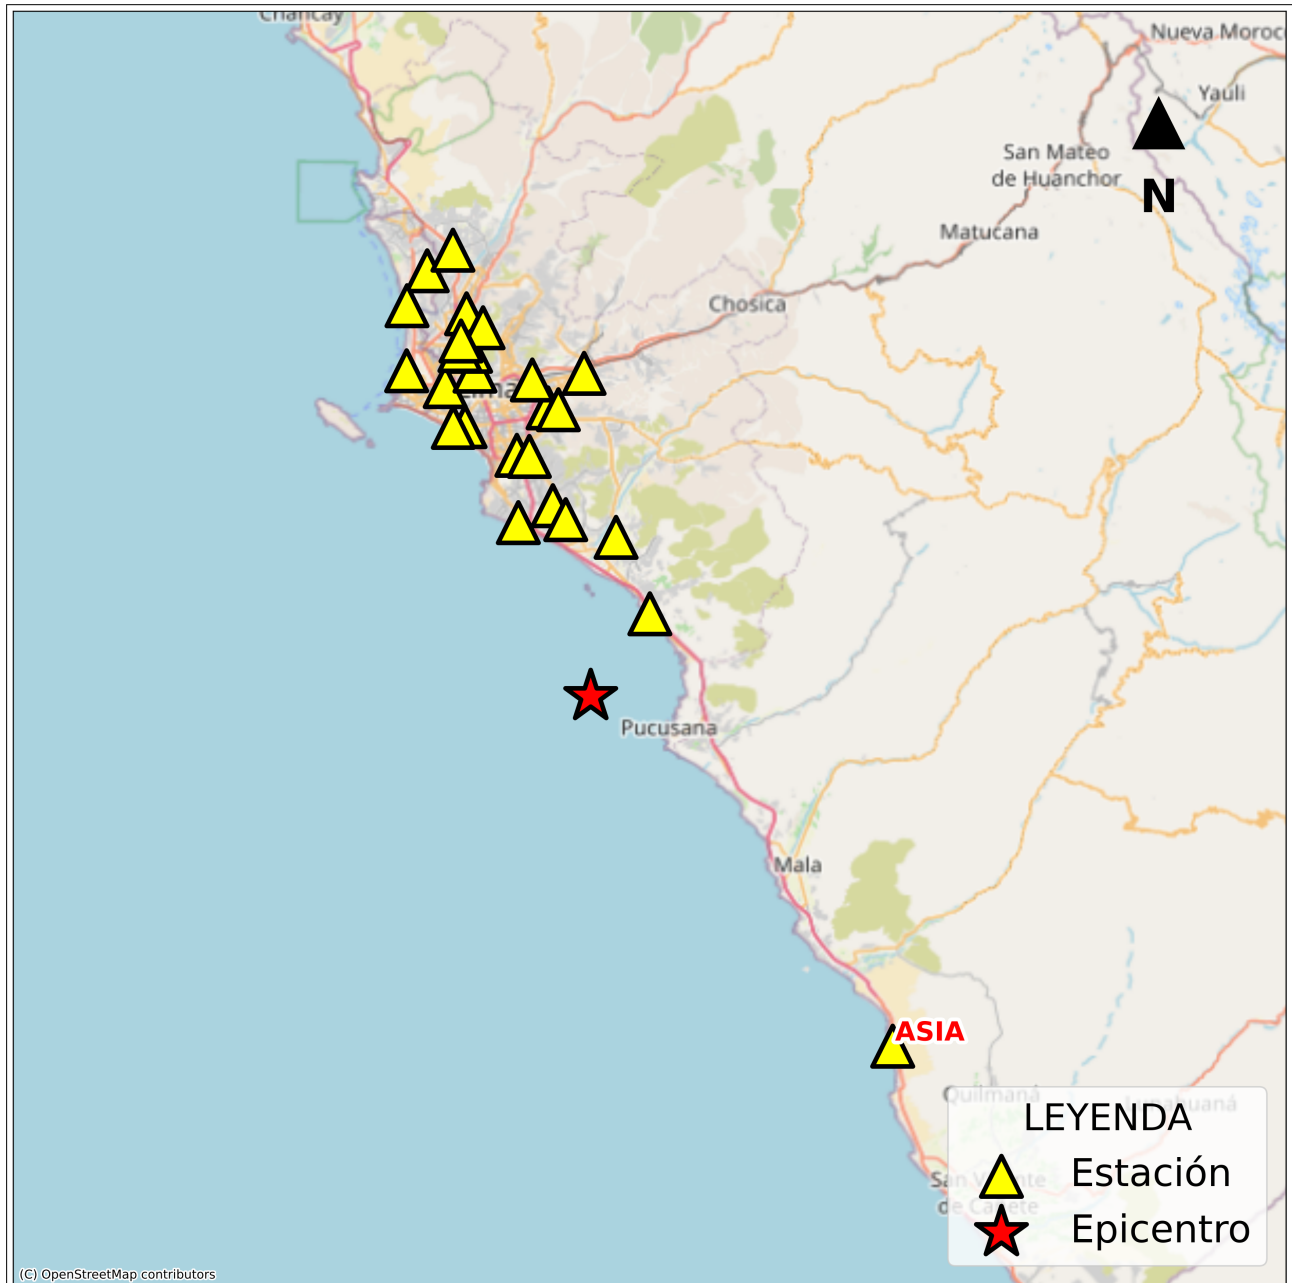 Chancay
Nueva Moroc
Yauli
San Mateo
de Huanchor
N
Matucana
Chosica
Lima
Pucusana
Mala
ASIA
Quilmaná
Lunahuaná
LEYENDA
Estación
San Vicente
de Cañete
Epicentro
(C) OpenStreetMap contributors